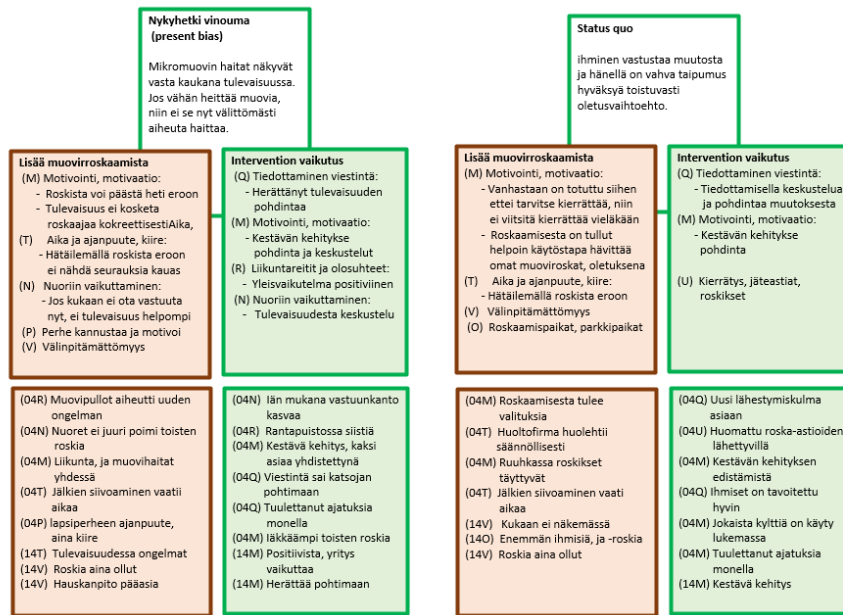 Nykyhetki vinouma
(present bias)
Mikromuovin haitat näkyvät
vasta kaukana tulevaisuussa.
Jos vähän heittää muovia,
niin ei se nyt välittömästi
aiheuta haittaa.
Lisää muovirroskaamista
(M) Motivointi, motivaatio:
- Roskista voi päästä heti eroon
- Tulevaisuus ei kosketa
roskaajaa kokreettisestiAika,
(T) Aika ja ajanpuute, kiire:
- Hätäilemällä roskista eroon
ei nähdä seurauksia kauas
(N) Nuoriin vaikuttaminen:
- Jos kukaan ei ota vastuuta
nyt, ei tulevaisuus helpompi
(P) Perhe kannustaa ja motivoi
(V) Välinpitämättömyys
Intervention vaikutus
(Q) Tiedottaminen viestintä:
- Herättänyt tulevaisuuden
pohdintaa
(M) Motivointi, motivaatio:
- Kestävän kehitykse
pohdinta ja keskustelut
(R) Liikuntareitit ja olosuhteet:
- Yleisvaikutelma positiivinen
(N) Nuoriin vaikuttaminen:
- Tulevaisuudesta keskustelu
(04R) Muovipullot aiheutti uuden
ongelman
(04N) Nuoret ei juuri poimi toisten
roskia
(04M) Liikunta, ja muovihaitat
yhdessä
(04T) Jälkien siivoaminen vaatii
aikaa
(04P) lapsiperheen ajanpuute,
aina kiire
(14T) Tulevaisuudessa ongelmat
(14V) Roskia aina ollut
(14V) Hauskanpito pääasia
(04N) Iän mukana vastuunkanto
kasvaa
(04R) Rantapuistossa siistiä
(04M) Kestävä kehitys, kaksi
asiaa yhdistettynä
(04Q) Viestintä sai katsojan
pohtimaan
(04Q) Tuulettanut ajatuksia
monella
(04M) Iäkkäämpi toisten roskia
(14M) Positiivista, yritys
vaikuttaa
(14M) Herättää pohtimaan
Status quo
ihminen vastustaa muutosta
ja hänellä on vahva taipumus
hyväksyä toistuvasti
oletusvaihtoehto.
Lisää muovirroskaamista
(M) Motivointi, motivaatio:
- Vanhastaan on totuttu siihen
ettei tarvitse kierrättää, niin
ei viitsitä kierrättää vieläkään
- Roskaamisesta on tullut
helpoin käytöstapa hävittää
omat muoviroskat, oletuksena
(T) Aika ja ajanpuute, kiire:
- Hätäilemällä roskista eroon
(V) Välinpitämättömyys
(O) Roskaamispaikat, parkkipaikat
Intervention vaikutus
(Q) Tiedottaminen viestintä:
- Tiedottamisella keskustelua
ja pohdintaa muutoksesta
(M) Motivointi, motivaatio:
- Kestävän kehitykse
pohdinta
(U) Kierrätys, jäteastiat,
roskikset
(04M) Roskaamisesta tulee
valituksia
(04T) Huoltofirma huolehtii
säännöllisesti
(04M) Ruuhkassa roskikset
täyttyvät
(04T) Jälkien siivoaminen vaati
aikaa
(14V) Kukaan ei näkemässä
(14O) Enemmän ihmisiä, ja -roskia
(14V) Roskia aina ollut
(04Q) Uusi lähestymiskulma
asiaan
(04U) Huomattu roska-astioiden
lähettyvillä
(04M) Kestävän kehityksen
edistämistä
(04Q) Ihmiset on tavoitettu
hyvin
(04M) Jokaista kylttiä on käyty
lukemassa
(04M) Tuulettanut ajatuksia
monella
(14M) Kestävä kehitys